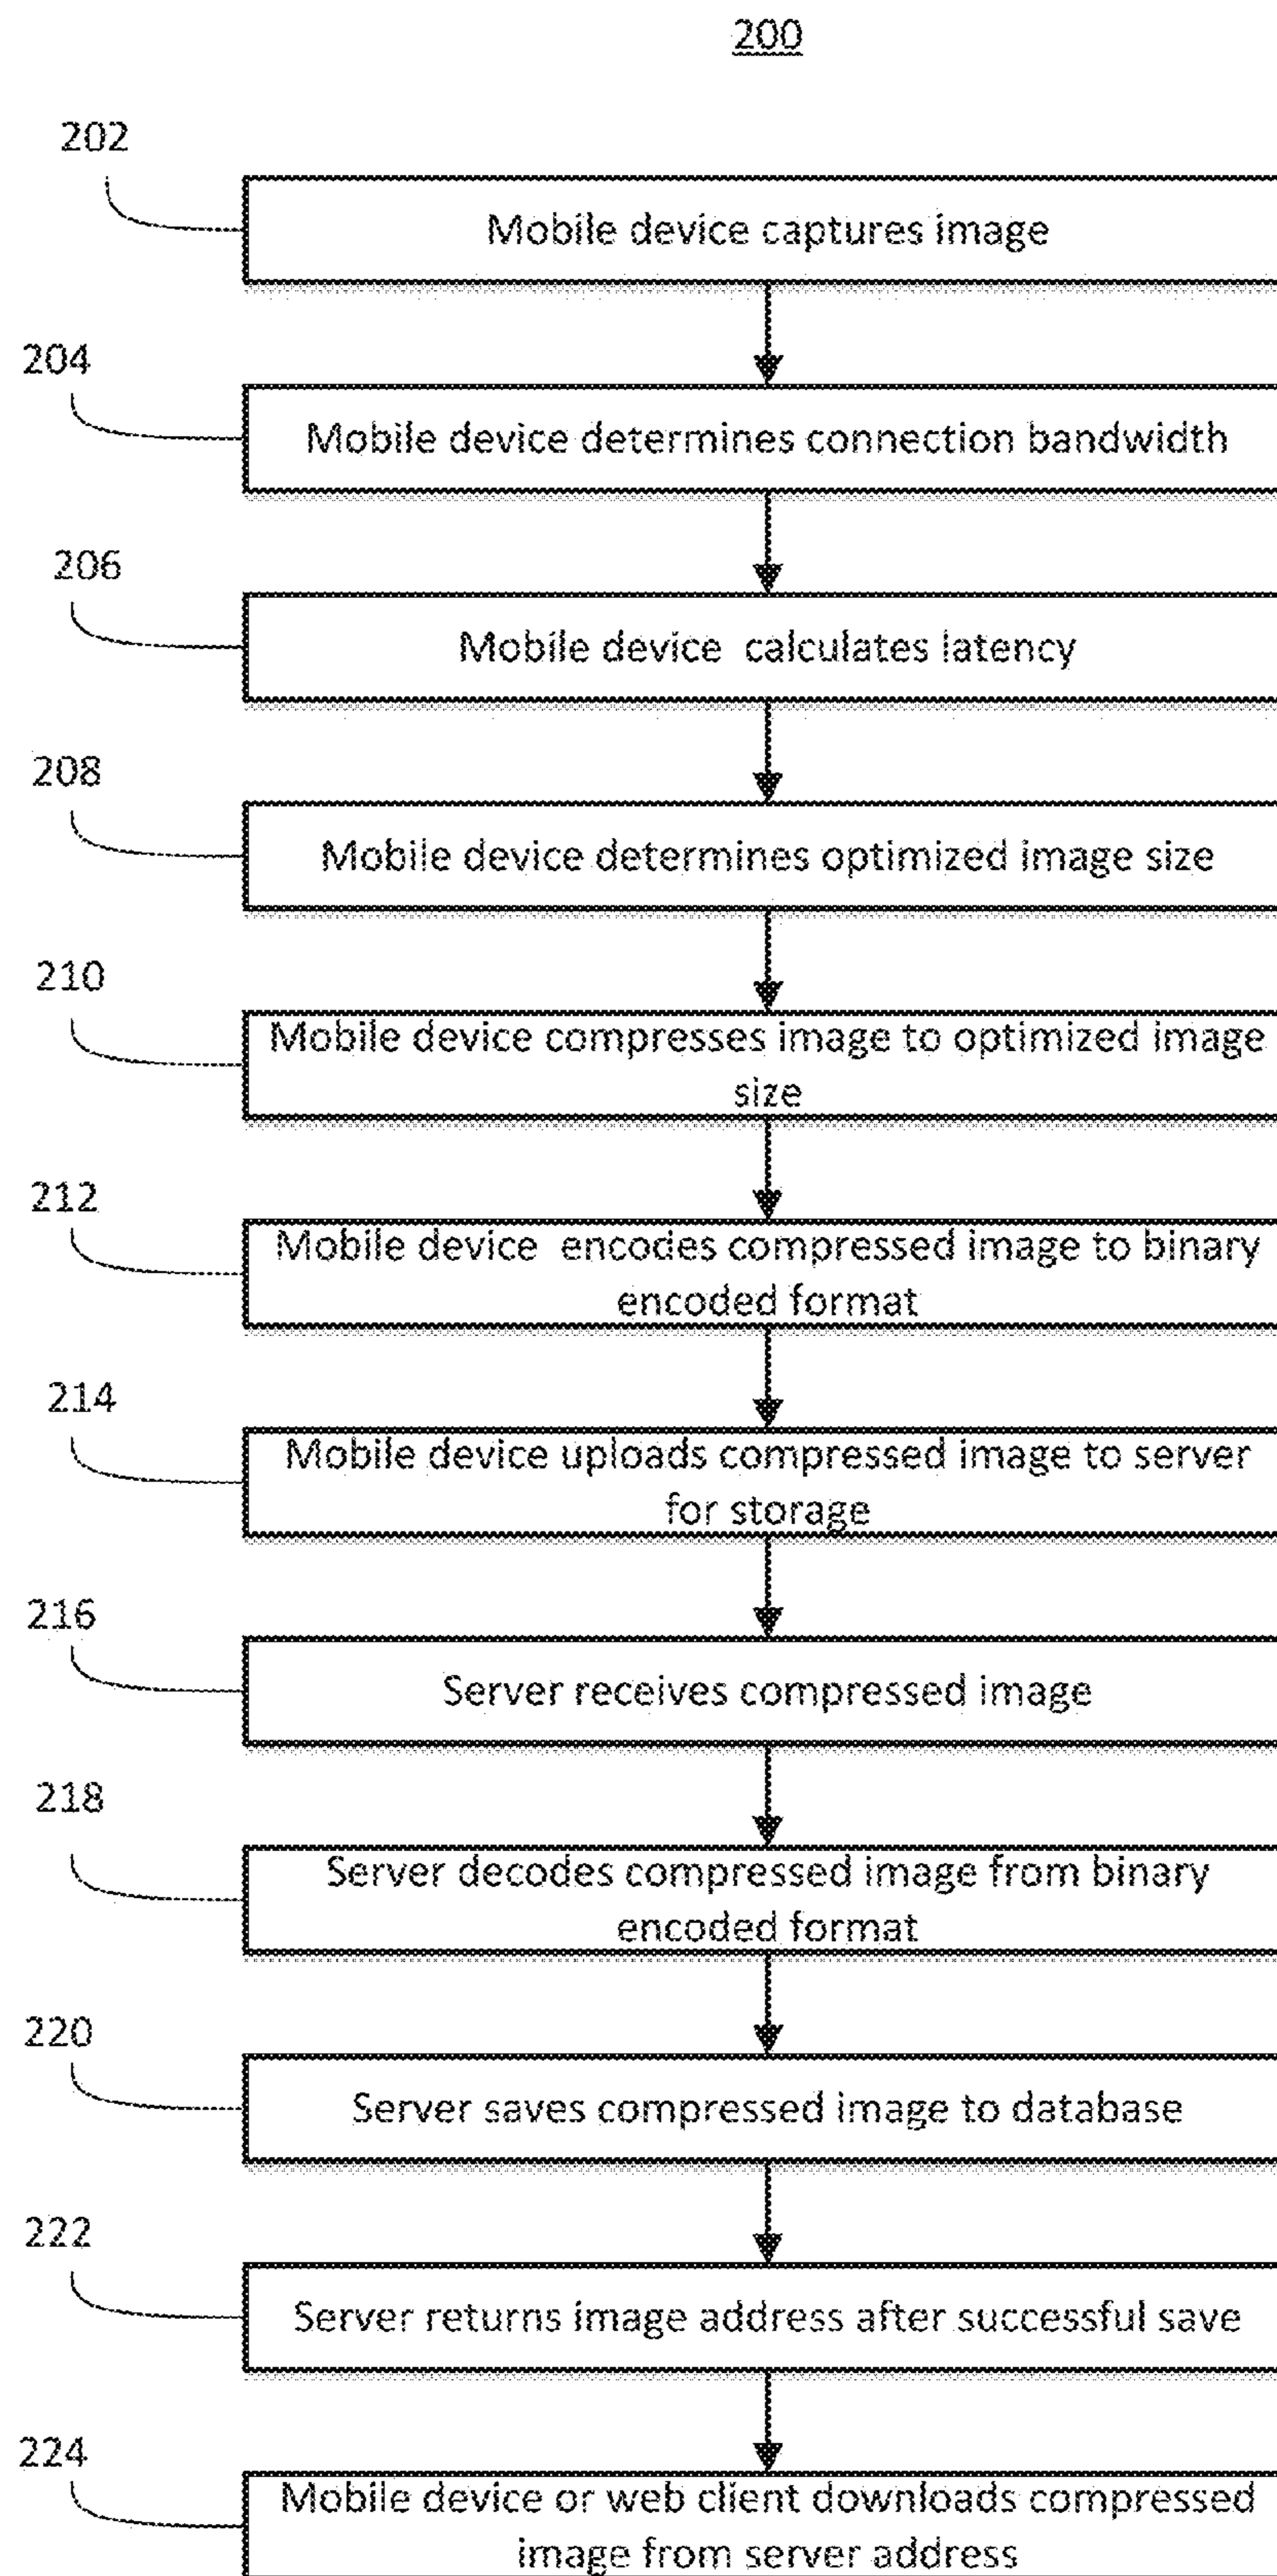 200
202
Mobile device captures image
204
Mobile device determines connection bandwidth
206
Mobile device calculates latency
208
Mobile device determines optimized image size
210
Mobile device compresses image to optimized image
size
212
Mobile device encodes compressed image to binary
encoded format
214
Mobile device uploads compressed image to server
for storage
216
Server receives compressed image
218
Server decodes compressed image from binary
encoded format
220
Server saves compressed image to database
222
Server returns image address after successful save
224
Mobile device or web client downloads compressed
image from server address